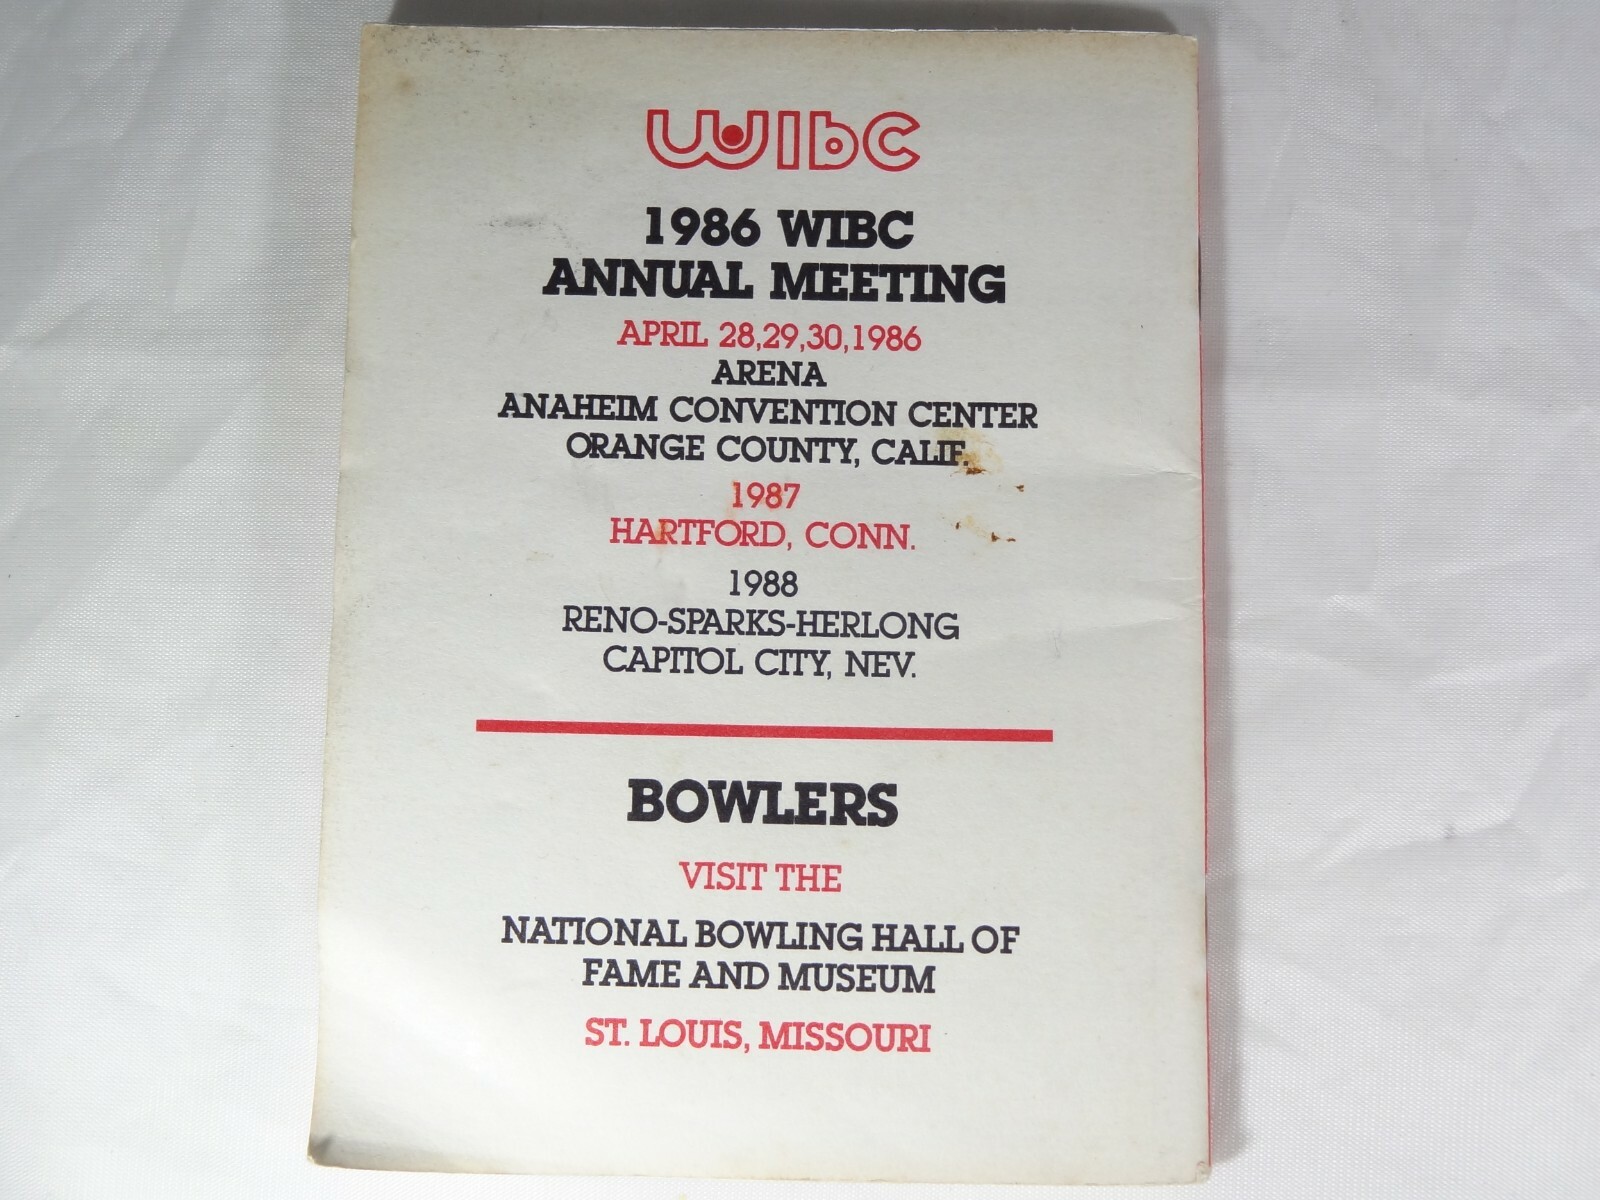 WIbC
1986 WIBC
ANNUAL MEETING
APRIL 28,29,30,1986
ARENA
ANAHEIM CONVENTION CENTER
ORANGE COUNTY, CALIF.
1987
HARTFORD, CONN.
1988
RENO-SPARKS-HERLONG
CAPITOL CITY, NEV.
BOWLERS
VISIT THE
NATIONAL BOWLING HALL OF
FAME AND MUSEUM
ST. LOUIS, MISSOURI